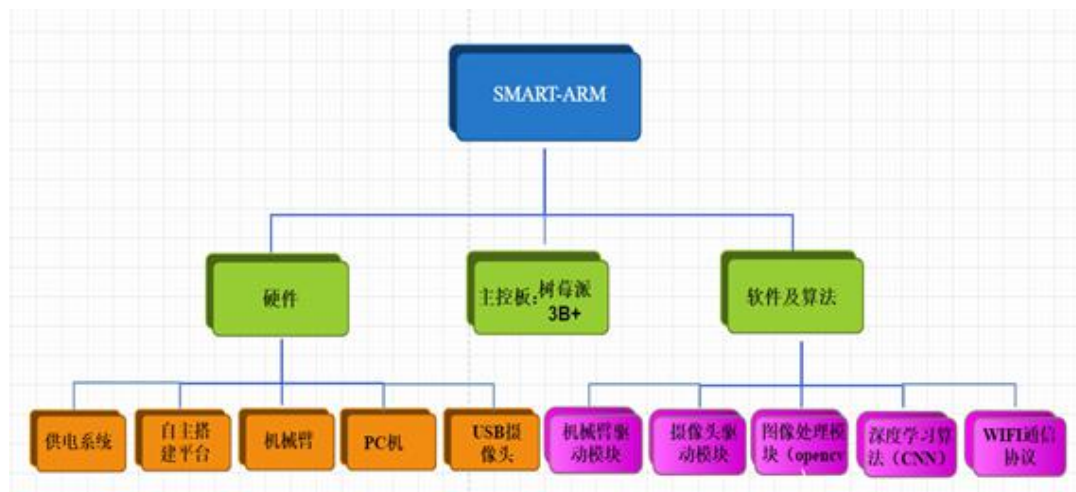 SMART-ARM
硬件
主控板:树莓派
3B+
软件及算法
供电系统
自主搭
建平台
机械臂
PC机
USB摄
像头
机械臂驱
动模块
摄像头驱
动模块
图像处理模
块（opencv
深度学习算
法（CNN）
WIFI通信
协议